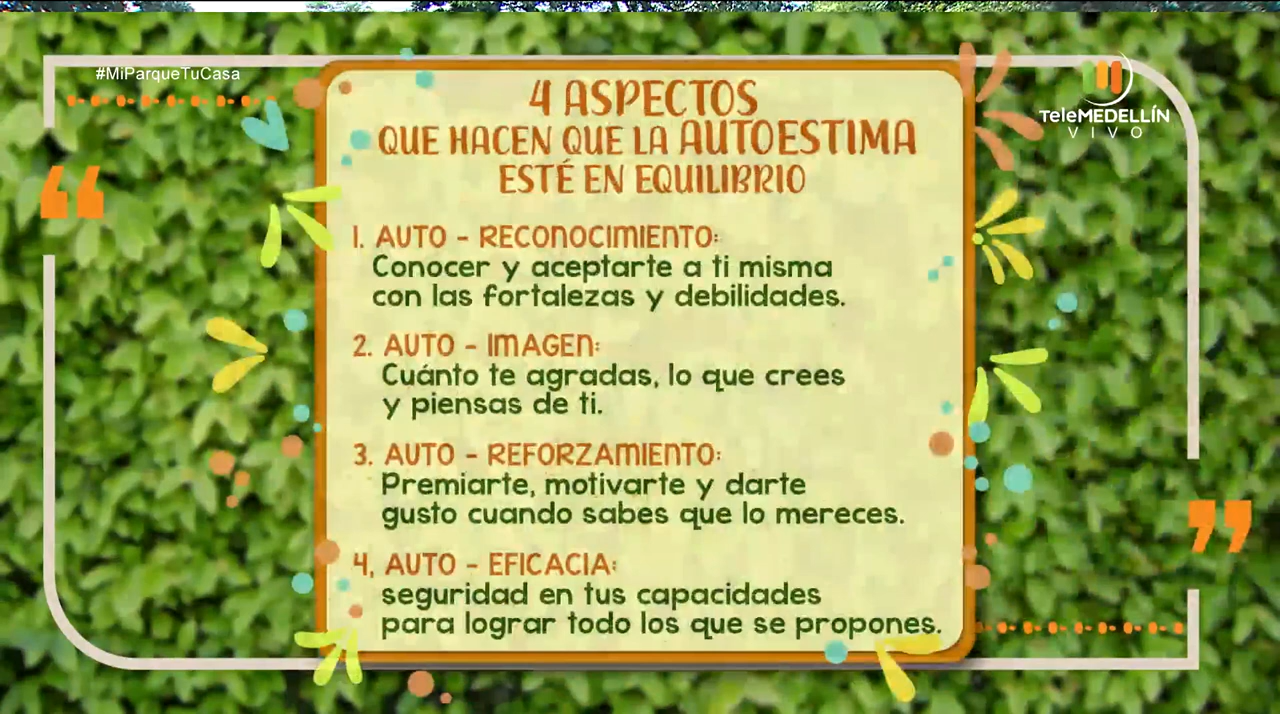 #MiParqueTuCasa
TeleMEDELLÍN
VIVO
4 ASPECTOS
QUE HACEN QUE LA AUTOESTIMA
ESTÉ EN EQUILIBRIO
1. AUTO - RECONOCIMIENTO:
Conocer y aceptarte a ti misma
con las fortalezas y debilidades.
2. AUTO - IMAGEN:
Cuánto te agradas, lo que crees
y piensas de ti.
3. AUTO - REFORZAMIENTO:
Premiarte, motivarte y darte
gusto cuando sabes que lo mereces.
4, AUTO - EFICACIA:
seguridad en tus capacidades
para lograr todo los que se propones.